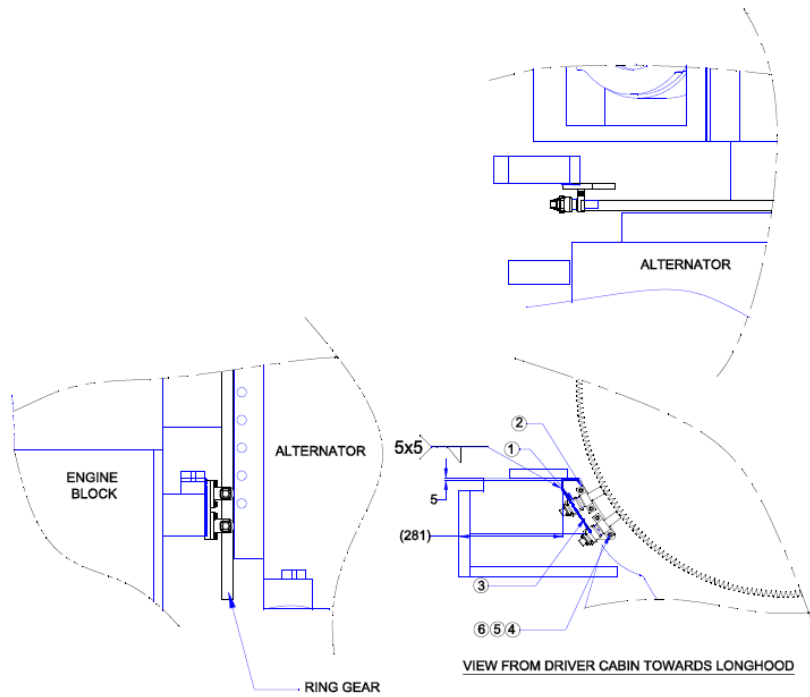 ALTERNATOR
ENGINE
BLOCK
ALTERNATOR
RING GEAR
2
5x5
1
5
(281)
3
6 5 4
VIEW FROM DRIVER CABIN TOWARDS LONGHOOD